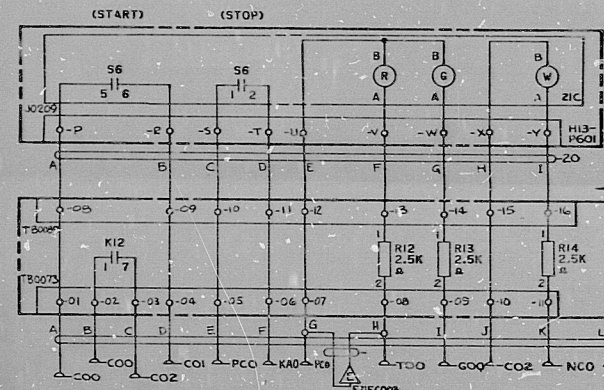 (START) (STOP)
S6 S6
5 6 1 2
B B B
R G W
A A A 21C
J0209
-P -R -S -T -U -V -W -X -Y H13-
P601
20
A B C D E F G H I
-08 -09 -10 -11 -12 -13 -14 -15 -16
TB0080
K12
1 7
1 1 1
R12 R13 R14
2.5K 2.5K 2.5K
Ω Ω Ω
2 2 2
TB0073
-01 -02 -03 -04 -05 -06 -07 -08 -09 -10 -11
A B C D E F G H I J K L
C00 C00 C02 C01 PC0 KA0 PC0 TD0 G00 C02 NC0